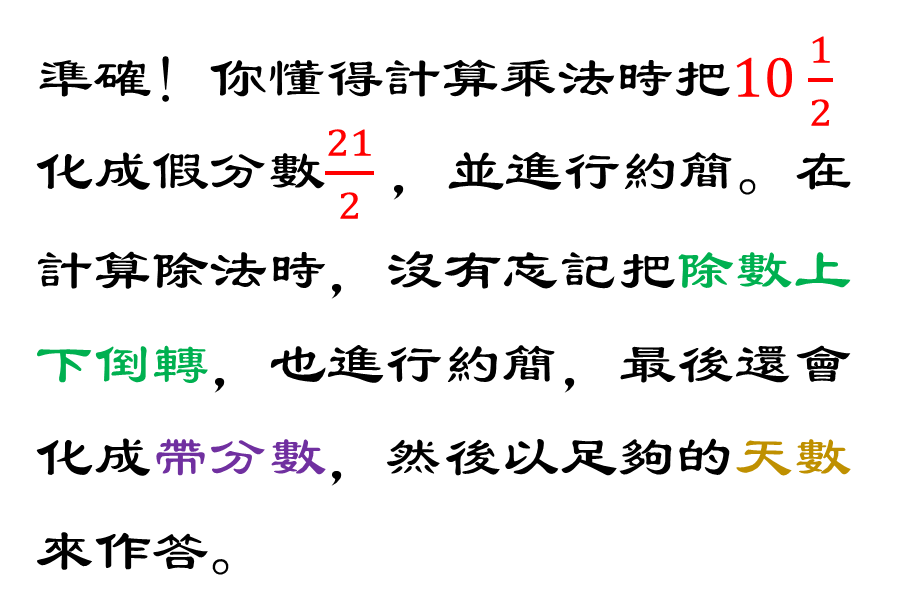 準確！你懂得計算乘法時把10 1/2
化成假分數21/2，並進行約簡。在
計算除法時，沒有忘記把除數上
下倒轉，也進行約簡，最後還會
化成帶分數，然後以足夠的天數
來作答。